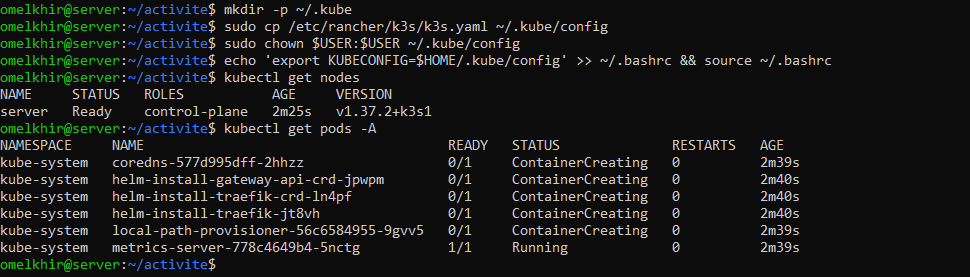 omelkhir@server:~/activite$ mkdir -p ~/.kube
omelkhir@server:~/activite$ sudo cp /etc/rancher/k3s/k3s.yaml ~/.kube/config
omelkhir@server:~/activite$ sudo chown $USER:$USER ~/.kube/config
omelkhir@server:~/activite$ echo 'export KUBECONFIG=$HOME/.kube/config' >> ~/.bashrc && source ~/.bashrc
omelkhir@server:~/activite$ kubectl get nodes
NAME     STATUS   ROLES           AGE     VERSION
server   Ready    control-plane   2m25s   v1.37.2+k3s1
omelkhir@server:~/activite$ kubectl get pods -A
NAMESPACE     NAME                                      READY   STATUS              RESTARTS   AGE
kube-system   coredns-577d995dff-2hhzz                  0/1     ContainerCreating   0          2m39s
kube-system   helm-install-gateway-api-crd-jpwpm        0/1     ContainerCreating   0          2m40s
kube-system   helm-install-traefik-crd-ln4pf            0/1     ContainerCreating   0          2m40s
kube-system   helm-install-traefik-jt8vh                0/1     ContainerCreating   0          2m40s
kube-system   local-path-provisioner-56c6584955-9gvv5   0/1     ContainerCreating   0          2m39s
kube-system   metrics-server-778c4649b4-5nctg           1/1     Running             0          2m39s
omelkhir@server:~/activite$